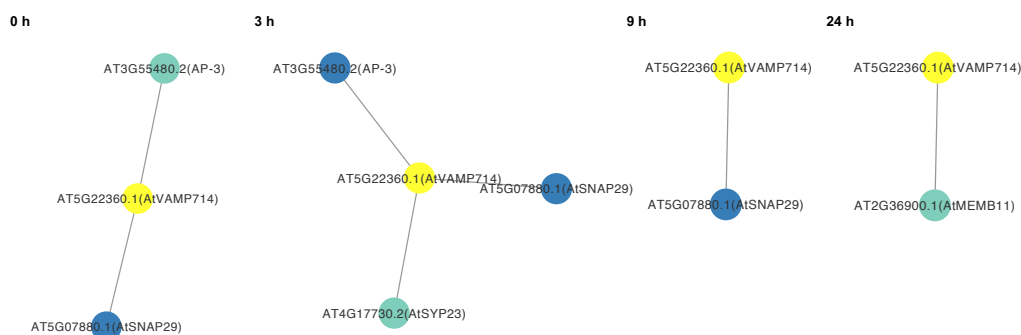 0 h
AT3G55480.2(AP-3)
AT5G22360.1(AtVAMP714)
AT5G07880.1(AtSNAP29)
3 h
AT3G55480.2(AP-3)
AT5G22360.1(AtVAMP714)
AT5G07880.1(AtSNAP29)
AT4G17730.2(AtSYP23)
9 h
AT5G22360.1(AtVAMP714)
AT5G07880.1(AtSNAP29)
24 h
AT5G22360.1(AtVAMP714)
AT2G36900.1(AtMEMB11)